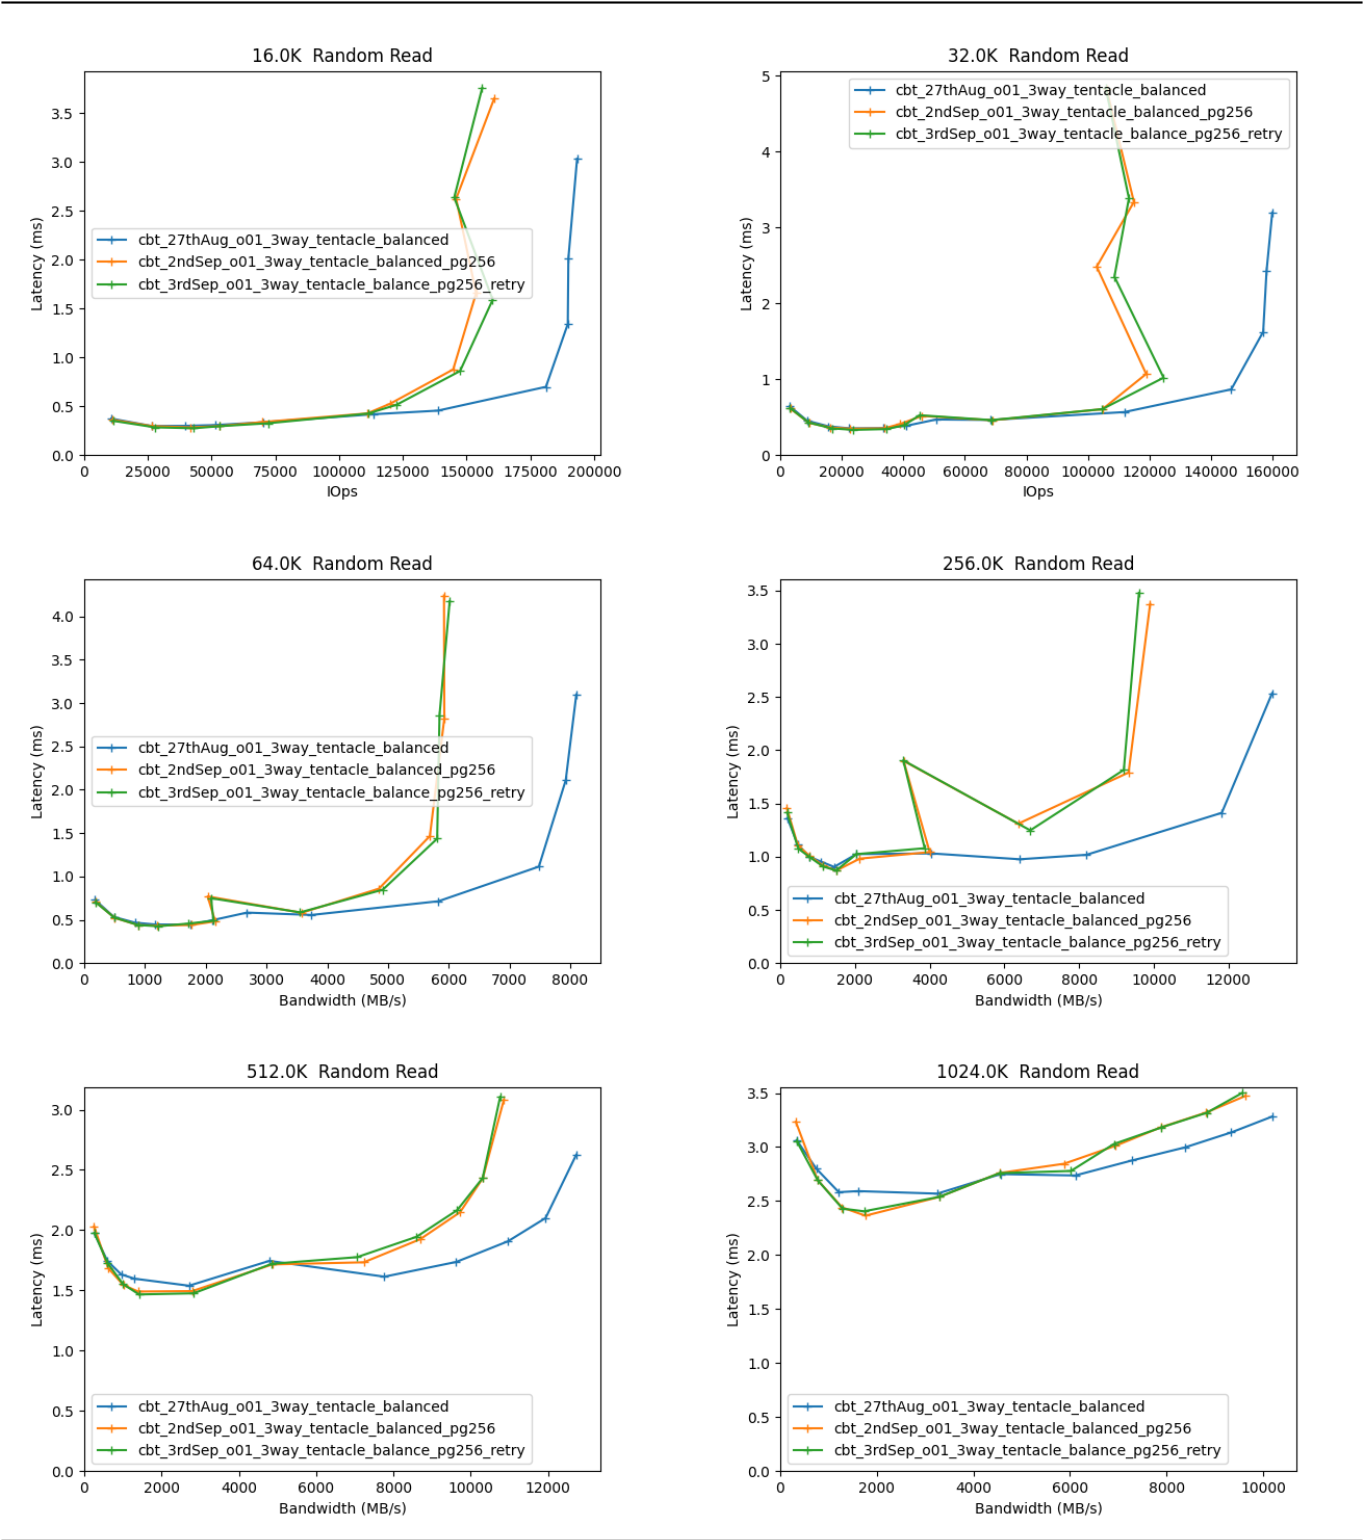 16.0K  Random Read
3.5
3.0
2.5
2.0
1.5
1.0
0.5
0.0
Latency (ms)
cbt_27thAug_o01_3way_tentacle_balanced
cbt_2ndSep_o01_3way_tentacle_balanced_pg256
cbt_3rdSep_o01_3way_tentacle_balance_pg256_retry
0 25000 50000 75000 100000 125000 150000 175000 200000
IOps
32.0K  Random Read
5
4
3
2
1
0
Latency (ms)
cbt_27thAug_o01_3way_tentacle_balanced
cbt_2ndSep_o01_3way_tentacle_balanced_pg256
cbt_3rdSep_o01_3way_tentacle_balance_pg256_retry
0 20000 40000 60000 80000 100000 120000 140000 160000
IOps
64.0K  Random Read
4.0
3.5
3.0
2.5
2.0
1.5
1.0
0.5
0.0
Latency (ms)
cbt_27thAug_o01_3way_tentacle_balanced
cbt_2ndSep_o01_3way_tentacle_balanced_pg256
cbt_3rdSep_o01_3way_tentacle_balance_pg256_retry
0 1000 2000 3000 4000 5000 6000 7000 8000
Bandwidth (MB/s)
256.0K  Random Read
3.5
3.0
2.5
2.0
1.5
1.0
0.5
0.0
Latency (ms)
cbt_27thAug_o01_3way_tentacle_balanced
cbt_2ndSep_o01_3way_tentacle_balanced_pg256
cbt_3rdSep_o01_3way_tentacle_balance_pg256_retry
0 2000 4000 6000 8000 10000 12000
Bandwidth (MB/s)
512.0K  Random Read
3.0
2.5
2.0
1.5
1.0
0.5
0.0
Latency (ms)
cbt_27thAug_o01_3way_tentacle_balanced
cbt_2ndSep_o01_3way_tentacle_balanced_pg256
cbt_3rdSep_o01_3way_tentacle_balance_pg256_retry
0 2000 4000 6000 8000 10000 12000
Bandwidth (MB/s)
1024.0K  Random Read
3.5
3.0
2.5
2.0
1.5
1.0
0.5
0.0
Latency (ms)
cbt_27thAug_o01_3way_tentacle_balanced
cbt_2ndSep_o01_3way_tentacle_balanced_pg256
cbt_3rdSep_o01_3way_tentacle_balance_pg256_retry
0 2000 4000 6000 8000 10000
Bandwidth (MB/s)